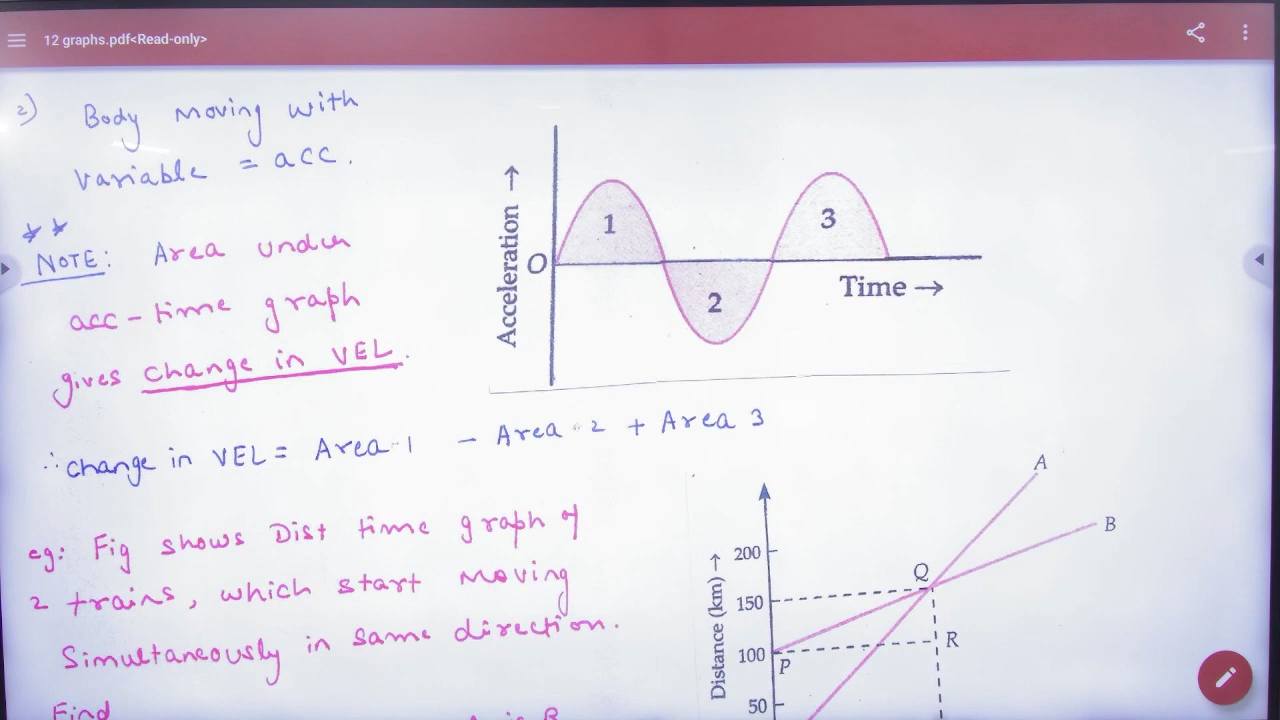 12 graphs.pdf<Read-only>
2) Body moving with
variable = acc.
NOTE: Area under
acc-time graph
gives change in VEL.
Acceleration →
O
1
2
3
Time →
∴ change in VEL = Area 1 - Area 2 + Area 3
eg: Fig shows Dist time graph of
2 trains, which start moving
Simultaneously in same direction.
Find
Distance (km) →
200
150
100
50
A
B
Q
P
R